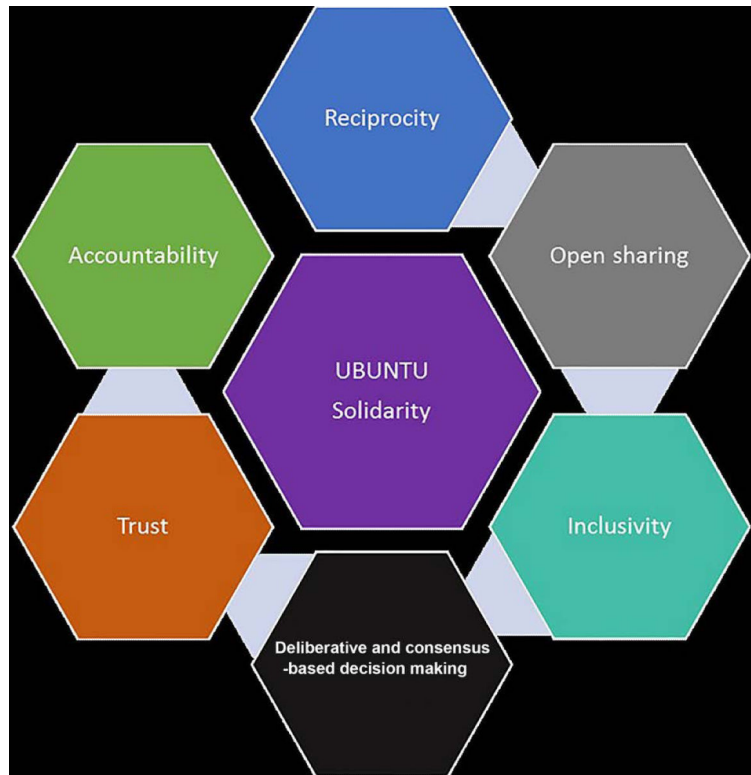 Reciprocity
Accountability
Open sharing
UBUNTU
Solidarity
Trust
Inclusivity
Deliberative and consensus
-based decision making